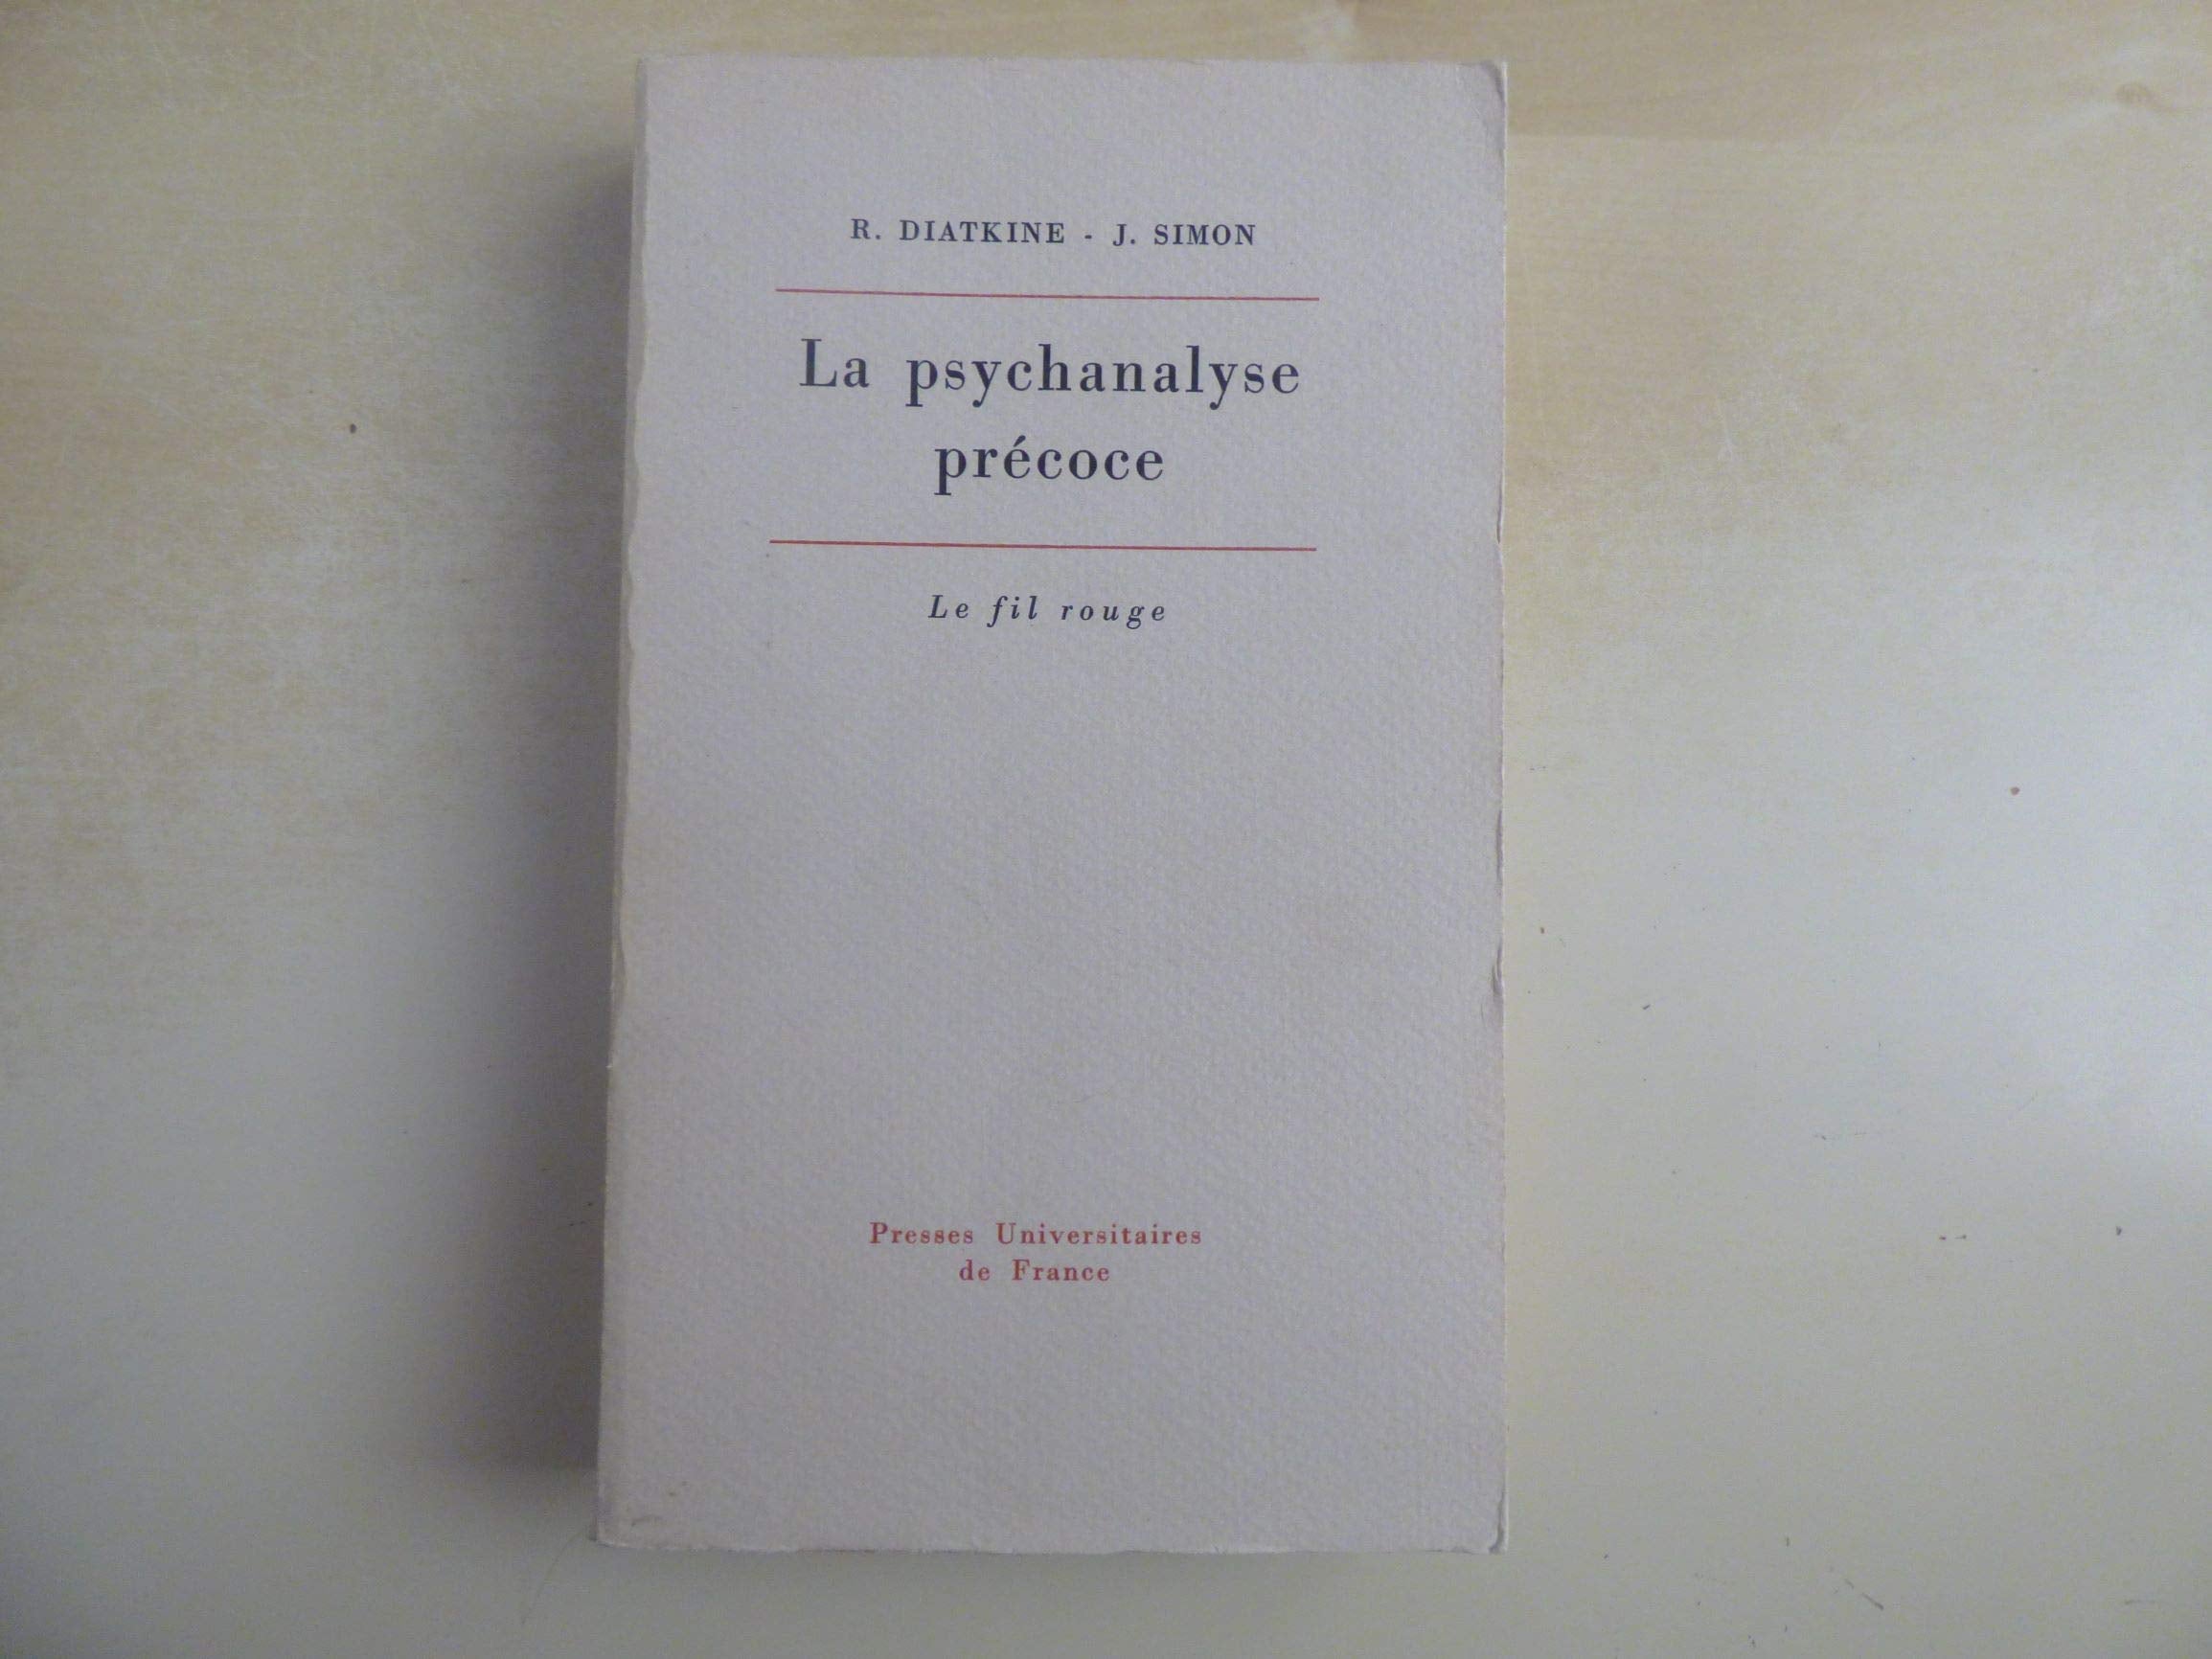 R. DIATKINE - J. SIMON
La psychanalyse
précoce
Le fil rouge
Presses Universitaires
de France